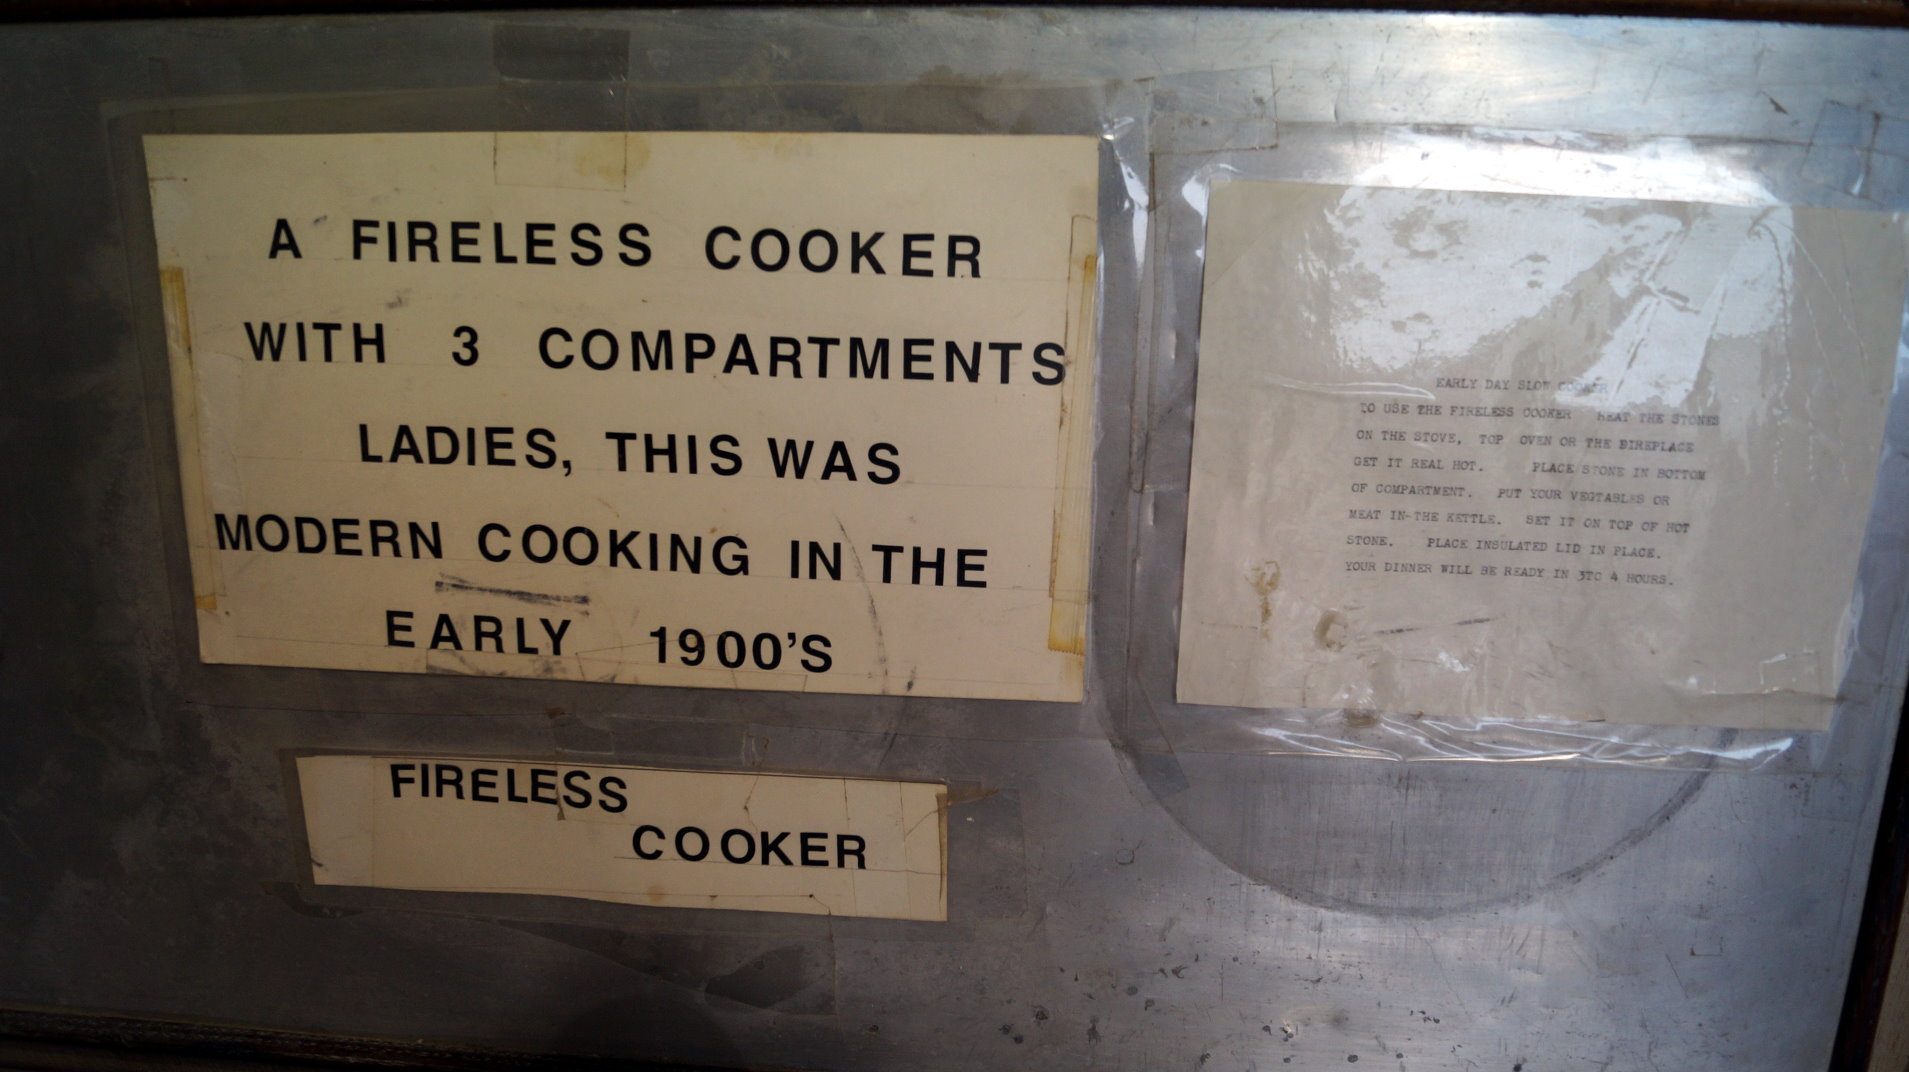 A FIRELESS COOKER
WITH 3 COMPARTMENTS
LADIES, THIS WAS
MODERN COOKING IN THE
EARLY 1900'S
FIRELESS
COOKER
EARLY DAY SLOW COOKER
TO USE THE FIRELESS COOKER HEAT THE STONES
ON THE STOVE, TOP OVEN OR THE BIREPLACE
GET IT REAL HOT. PLACE STONE IN BOTTOM
OF COMPARTMENT. PUT YOUR VEGTABLES OR
MEAT IN-THE KETTLE. SET IT ON TOP OF HOT
STONE. PLACE INSULATED LID IN PLACE.
YOUR DINNER WILL BE READY IN 3TO 4 HOURS.